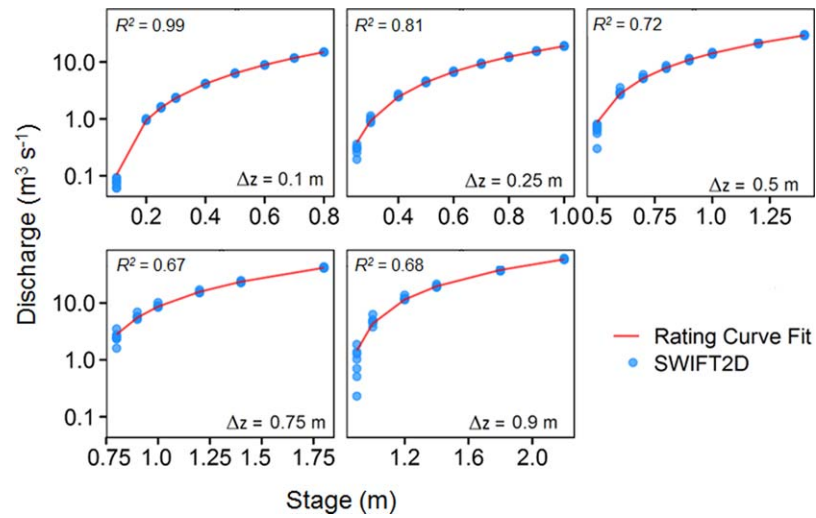 R² = 0.99
Δz = 0.1 m
R² = 0.81
Δz = 0.25 m
R² = 0.72
Δz = 0.5 m
10.0
1.0
0.1
0.2 0.4 0.6 0.8
0.4 0.6 0.8 1.0
0.5 0.75 1.0 1.25
Discharge (m³ s⁻¹)
R² = 0.67
Δz = 0.75 m
R² = 0.68
Δz = 0.9 m
10.0
1.0
0.1
0.75 1.0 1.25 1.50 1.75
1.2 1.6 2.0
Rating Curve Fit
SWIFT2D
Stage (m)